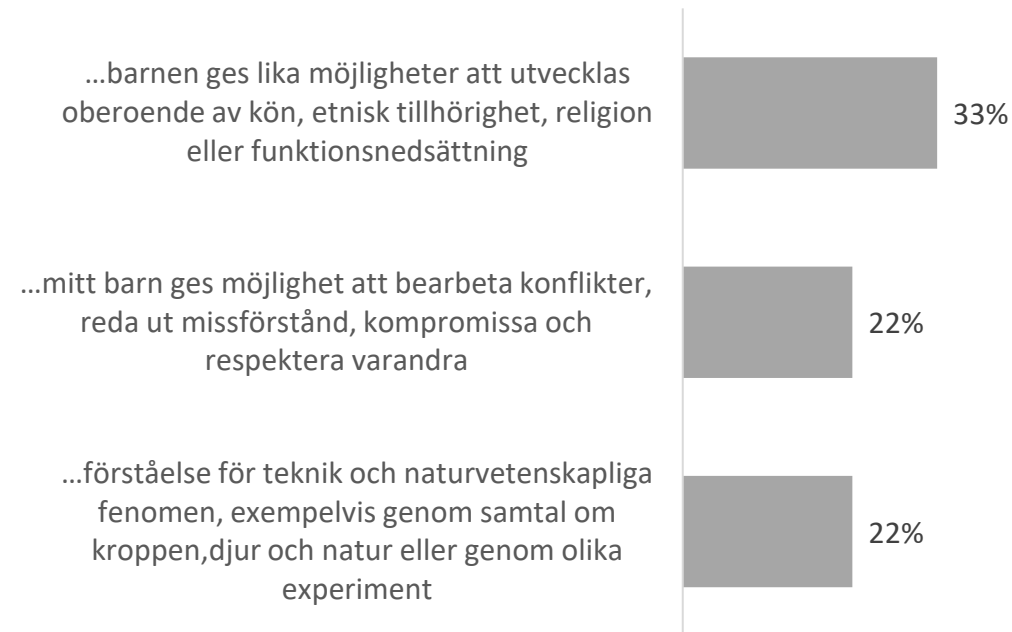 …barnen ges lika möjligheter att utvecklas
oberoende av kön, etnisk tillhörighet, religion
eller funktionsnedsättning
33%
…mitt barn ges möjlighet att bearbeta konflikter,
reda ut missförstånd, kompromissa och
respektera varandra
22%
…förståelse för teknik och naturvetenskapliga
fenomen, exempelvis genom samtal om
kroppen,djur och natur eller genom olika
experiment
22%